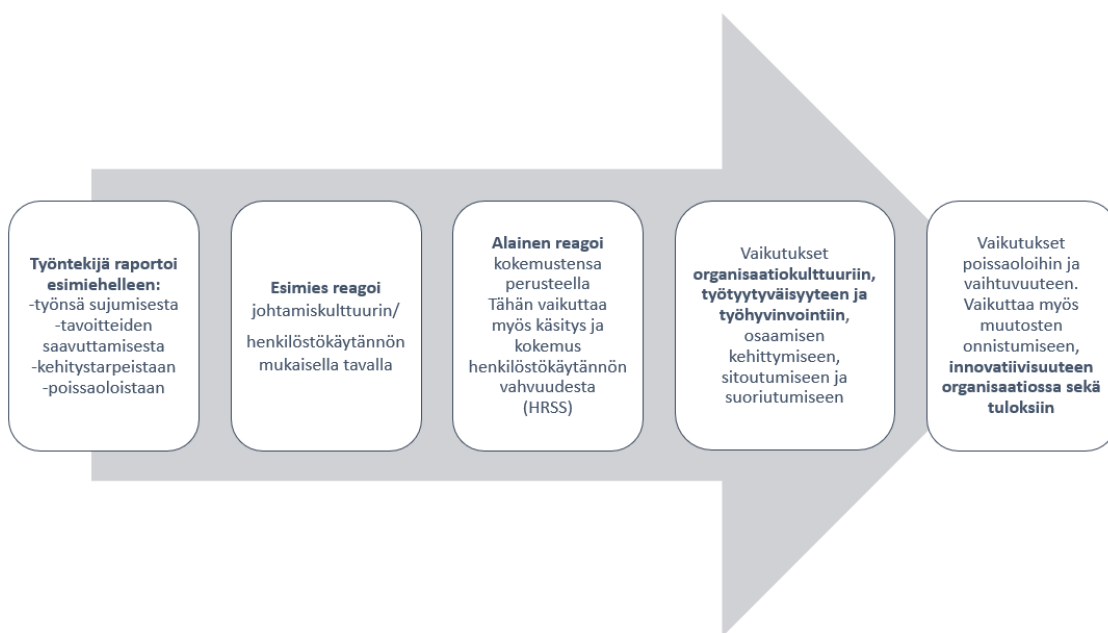 Työntekijä raportoi
esimiehelleen:
-työnsä sujumisesta
-tavoitteiden
saavuttamisesta
-kehitystarpeistaan
-poissaoloistaan
Esimies reagoi
johtamiskulttuurin/
henkilöstökäytännön
mukaisella tavalla
Alainen reagoi
kokemustensa
perusteella
Tähän vaikuttaa
myös käsitys ja
kokemus
henkilöstökäytännön
vahvuudesta
(HRSS)
Vaikutukset
organisaatiokulttuuriin,
työtyytyväisyyteen ja
työhyvinvointiin,
osaamisen
kehittymiseen,
sitoutumiseen ja
suoriutumiseen
Vaikutukset
poissaoloihin ja
vaihtuvuuteen.
Vaikuttaa myös
muutosten
onnistumiseen,
innovatiivisuuteen
organisaatiossa sekä
tuloksiin